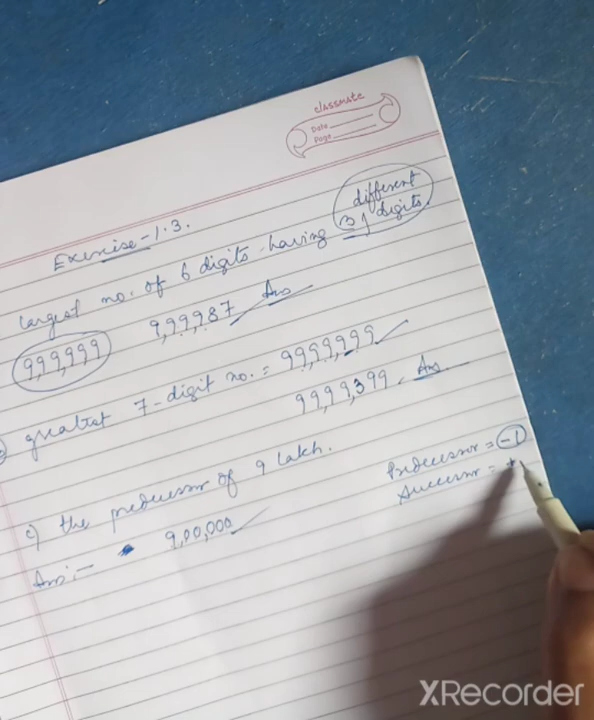 classmate
Date
Page
Exercise - 1.3.
largest no. of 6 digits having 3 different digits.
999,999 9,99,987 Ans
greatest 7-digit no. = 99,99,999
99,99,399. Ans
c) the predecessor of 9 lakh.
Predecessor = -1
Successor = +
Ans:- 9,00,000
XRecorder